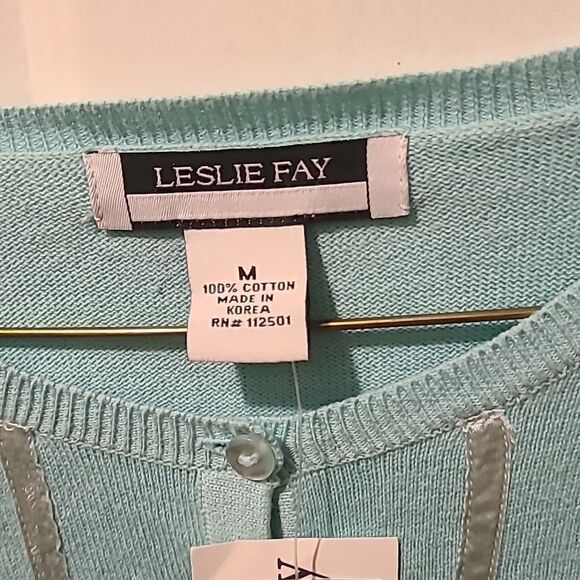 LESLIE FAY
M
100% COTTON
MADE IN
KOREA
RN# 112501